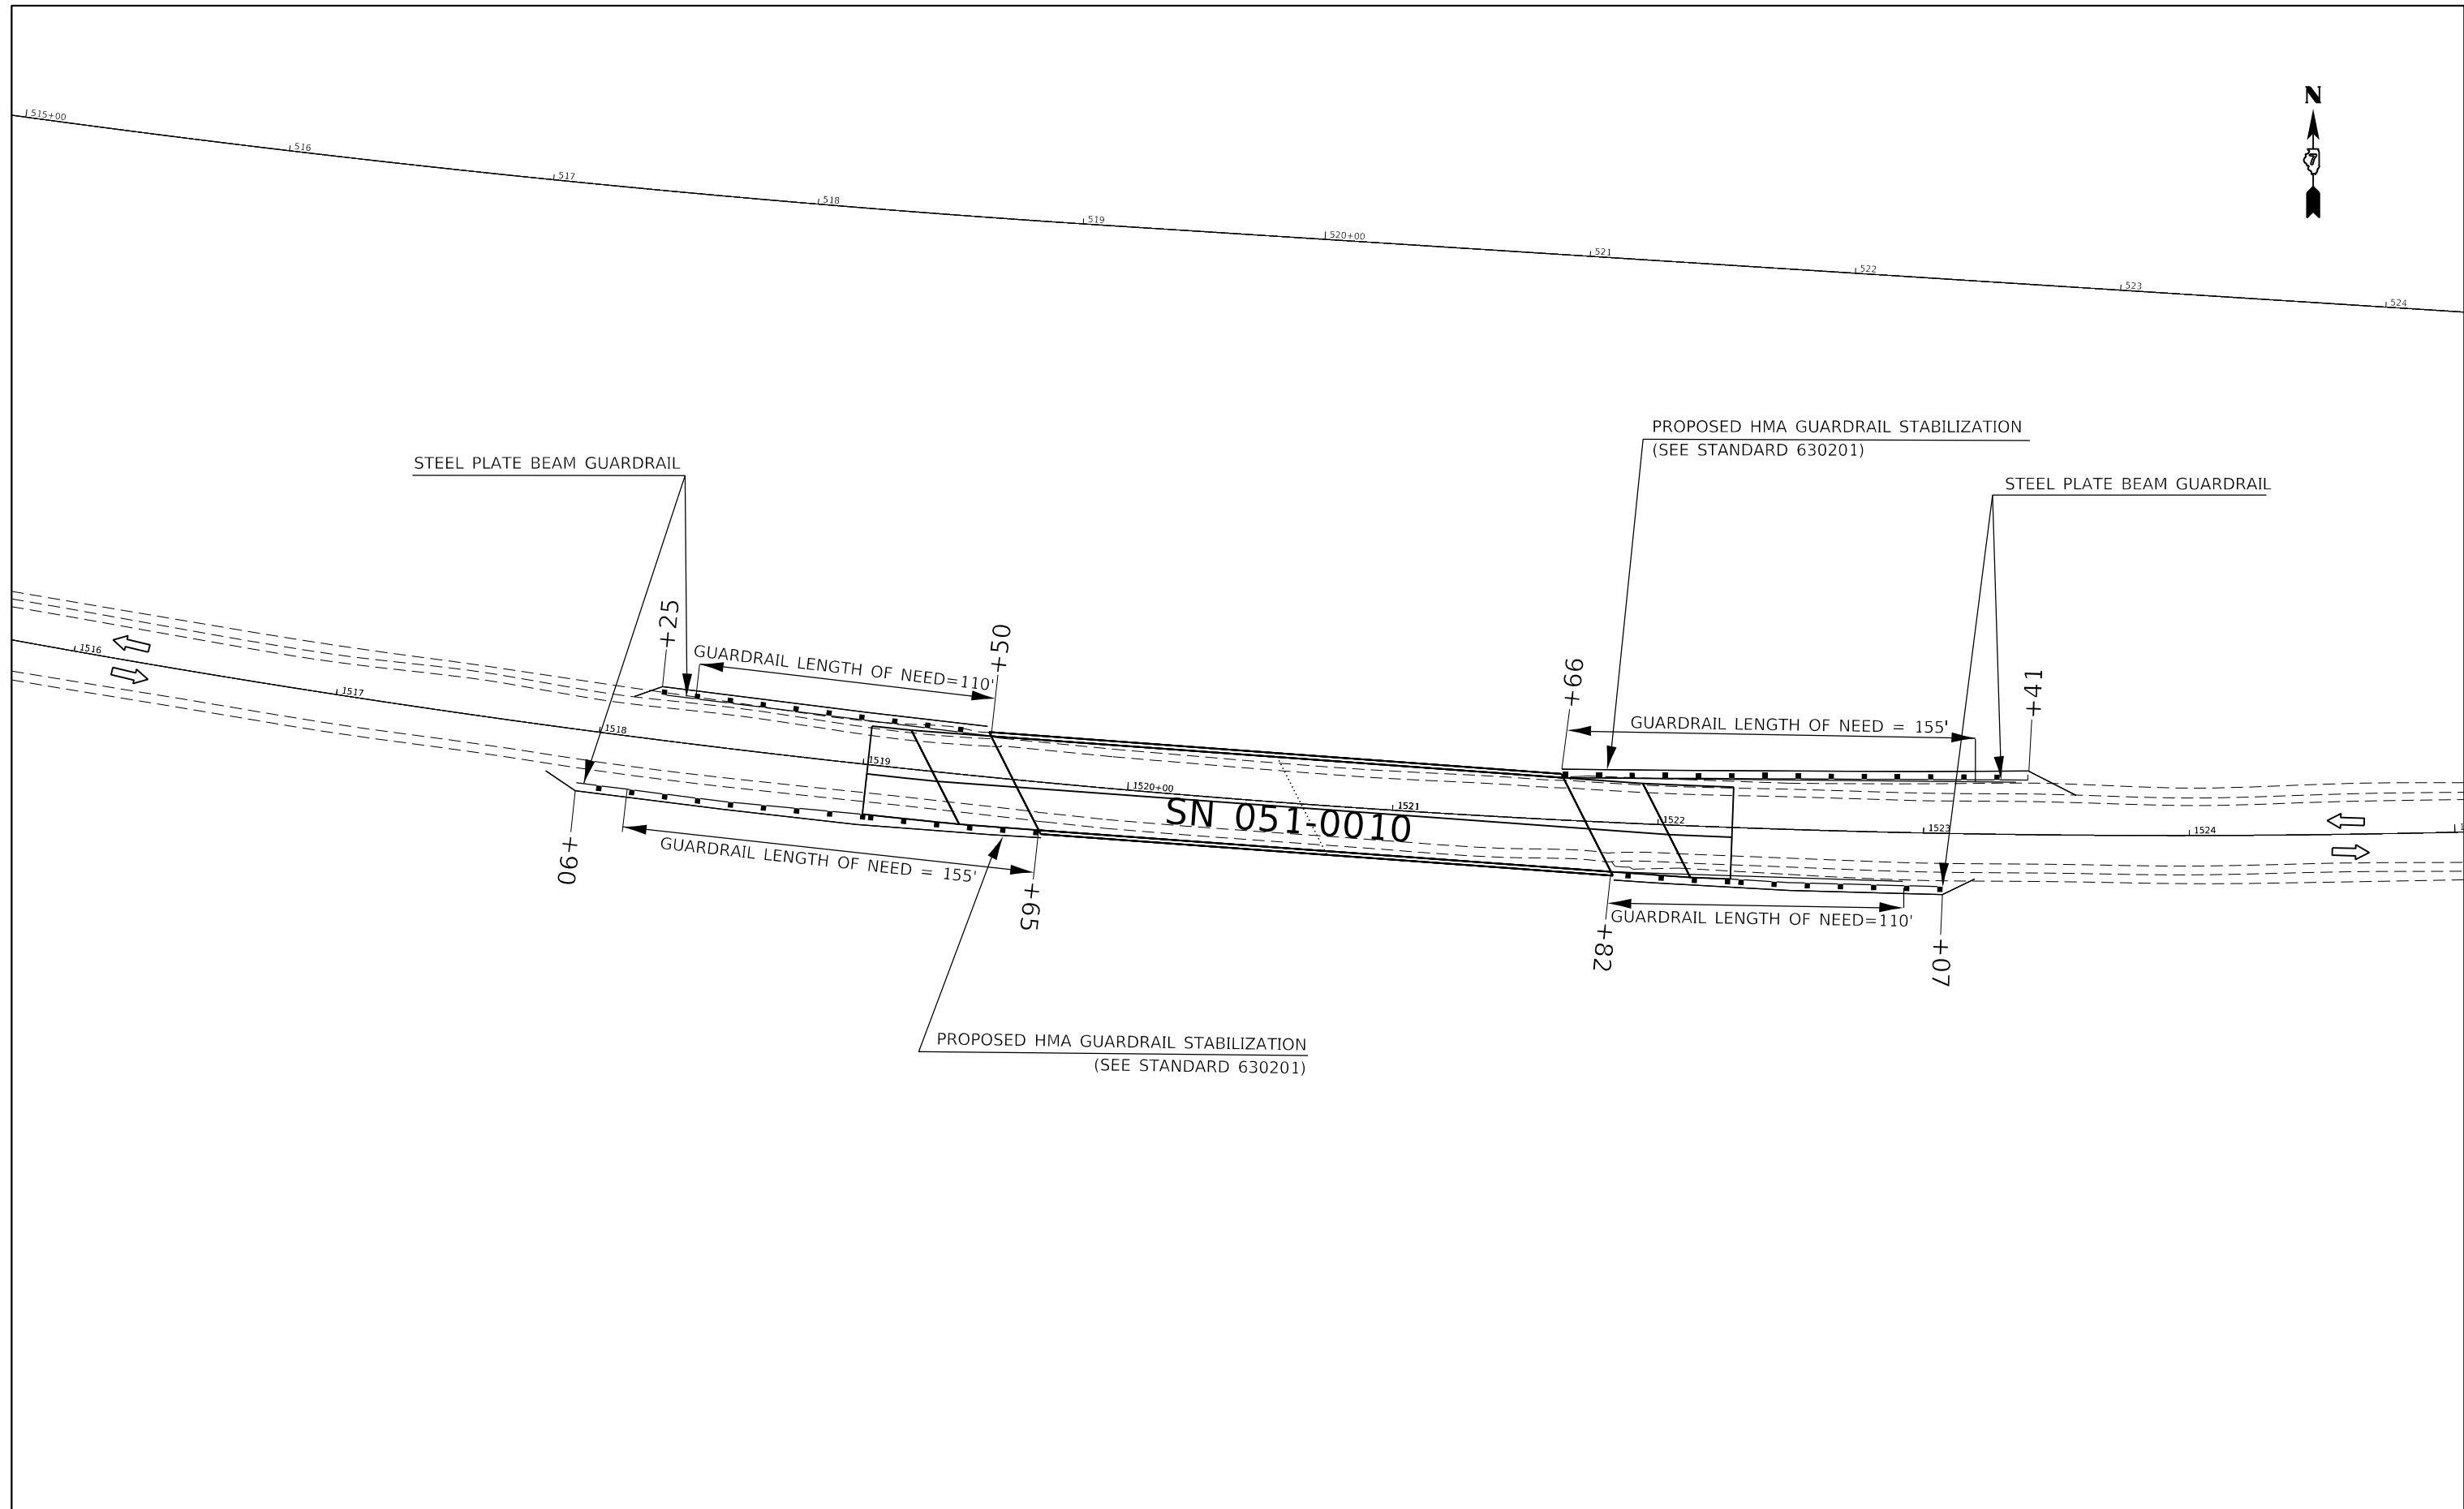 N
7
515+00
516
517
518
519
520+00
521
522
523
524
PROPOSED HMA GUARDRAIL STABILIZATION
(SEE STANDARD 630201)
STEEL PLATE BEAM GUARDRAIL
STEEL PLATE BEAM GUARDRAIL
+25
GUARDRAIL LENGTH OF NEED=110'
+50
+66
GUARDRAIL LENGTH OF NEED = 155'
+41
1516
1517
1518
1519
1520+00
1521
1522
1523
1524
SN 051-0010
+90
GUARDRAIL LENGTH OF NEED = 155'
+65
GUARDRAIL LENGTH OF NEED=110'
+82
+07
PROPOSED HMA GUARDRAIL STABILIZATION
(SEE STANDARD 630201)